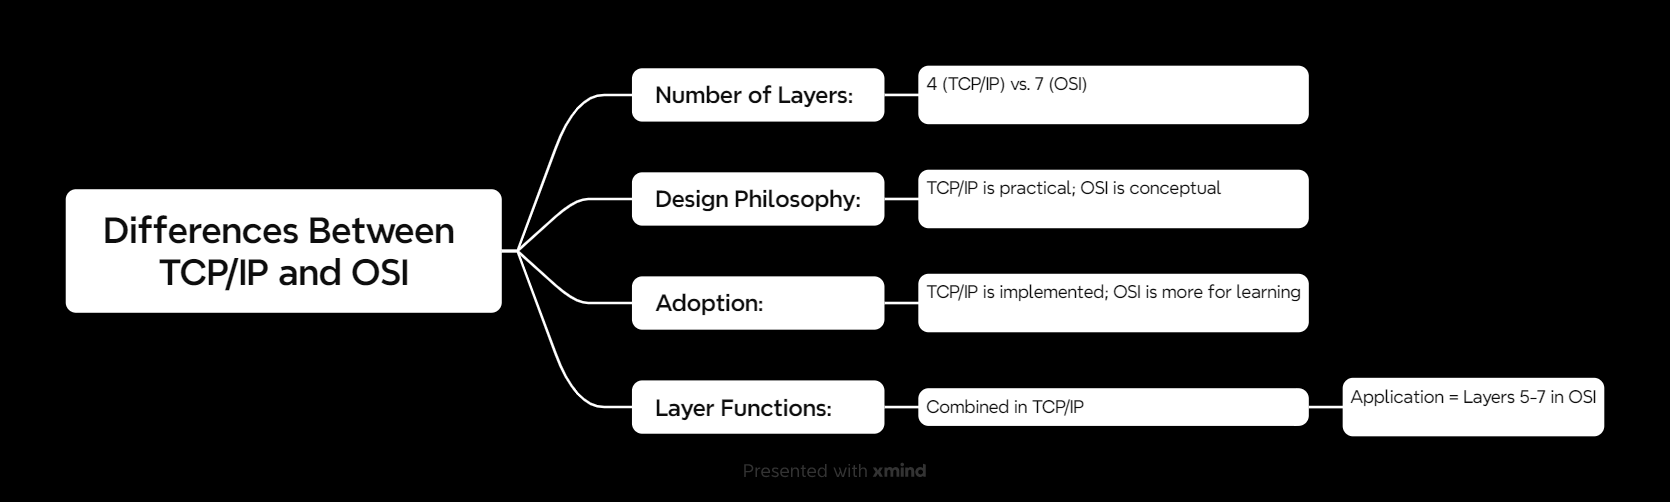 Differences Between
TCP/IP and OSI
Number of Layers:
4 (TCP/IP) vs. 7 (OSI)
Design Philosophy:
TCP/IP is practical; OSI is conceptual
Adoption:
TCP/IP is implemented; OSI is more for learning
Layer Functions:
Combined in TCP/IP
Application = Layers 5-7 in OSI
Presented with xmind